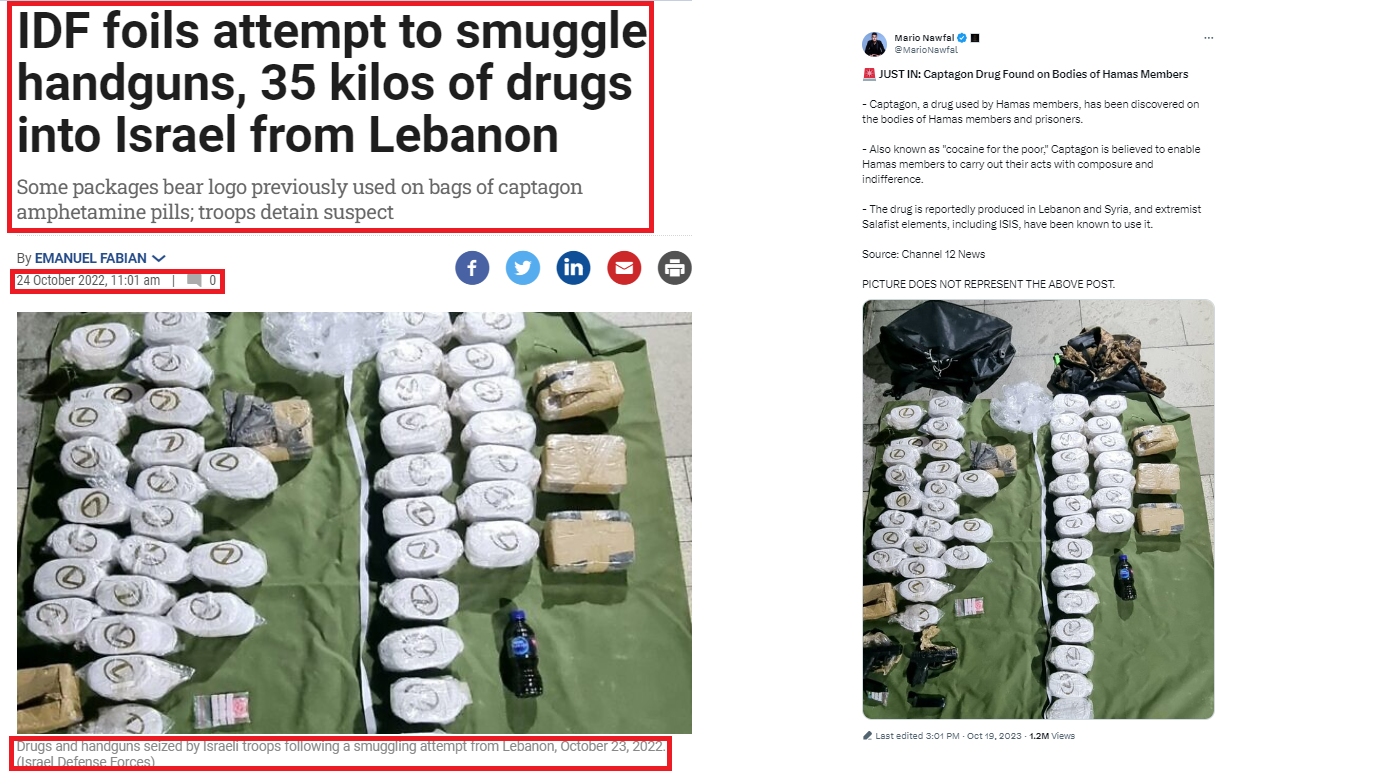 IDF foils attempt to smuggle
handguns, 35 kilos of drugs
into Israel from Lebanon
Some packages bear logo previously used on bags of captagon
amphetamine pills; troops detain suspect
By EMANUEL FABIAN
24 October 2022, 11:01 am | 0
Drugs and handguns seized by Israeli troops following a smuggling attempt from Lebanon, October 23, 2022.
(Israel Defense Forces)
Mario Nawfal
@MarioNawfal
JUST IN: Captagon Drug Found on Bodies of Hamas Members
- Captagon, a drug used by Hamas members, has been discovered on
the bodies of Hamas members and prisoners.
- Also known as "cocaine for the poor," Captagon is believed to enable
Hamas members to carry out their acts with composure and
indifference.
- The drug is reportedly produced in Lebanon and Syria, and extremist
Salafist elements, including ISIS, have been known to use it.
Source: Channel 12 News
PICTURE DOES NOT REPRESENT THE ABOVE POST.
Last edited 3:01 PM · Oct 19, 2023 · 1.2M Views